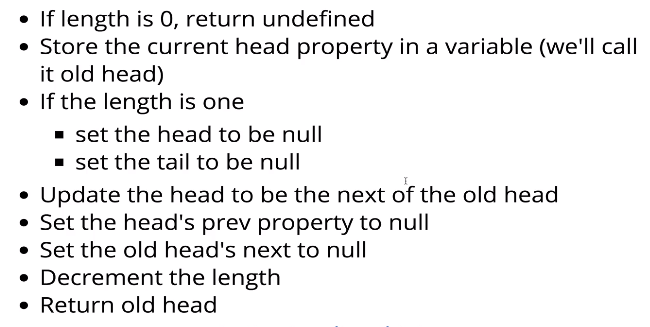 • If length is 0, return undefined
• Store the current head property in a variable (we'll call
it old head)
• If the length is one
▪ set the head to be null
▪ set the tail to be null
• Update the head to be the next of the old head
• Set the head's prev property to null
• Set the old head's next to null
• Decrement the length
• Return old head